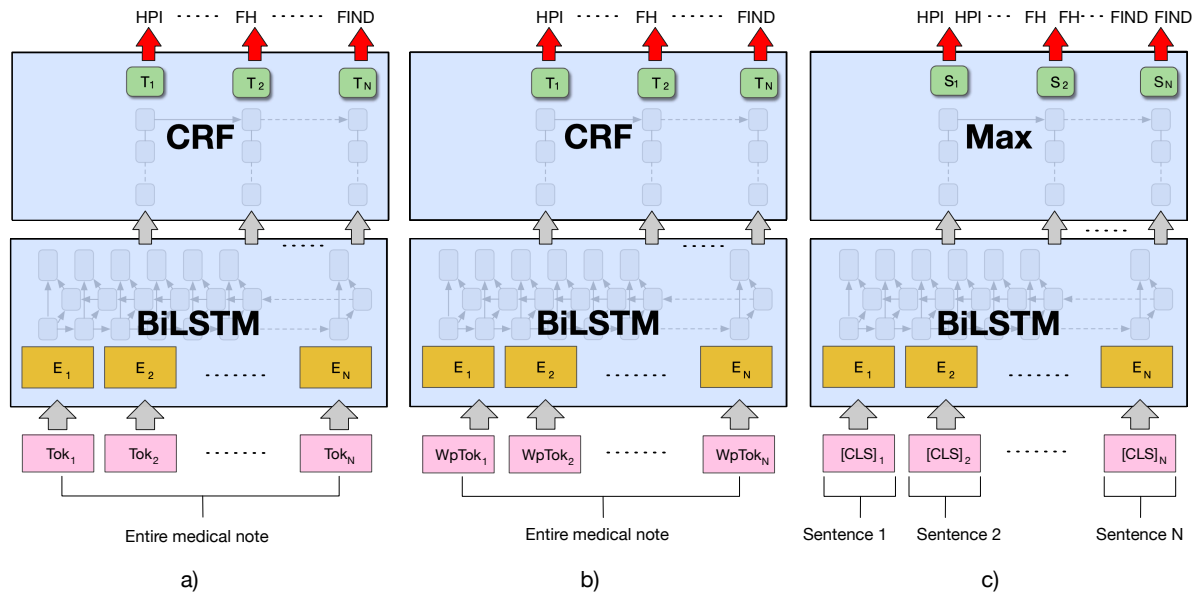 HPI ······ FH ······ FIND
T1 T2 TN
CRF
······
BiLSTM
E1 E2 ······· EN
Tok1 Tok2 ······· TokN
Entire medical note
a)
HPI ······ FH ······ FIND
T1 T2 TN
CRF
······
BiLSTM
E1 E2 ······· EN
WpTok1 WpTok2 ······· WpTokN
Entire medical note
b)
HPI HPI ··· FH FH ··· FIND FIND
S1 S2 SN
Max
······
BiLSTM
E1 E2 ······· EN
[CLS]1 [CLS]2 ······· [CLS]N
Sentence 1 Sentence 2 Sentence N
c)